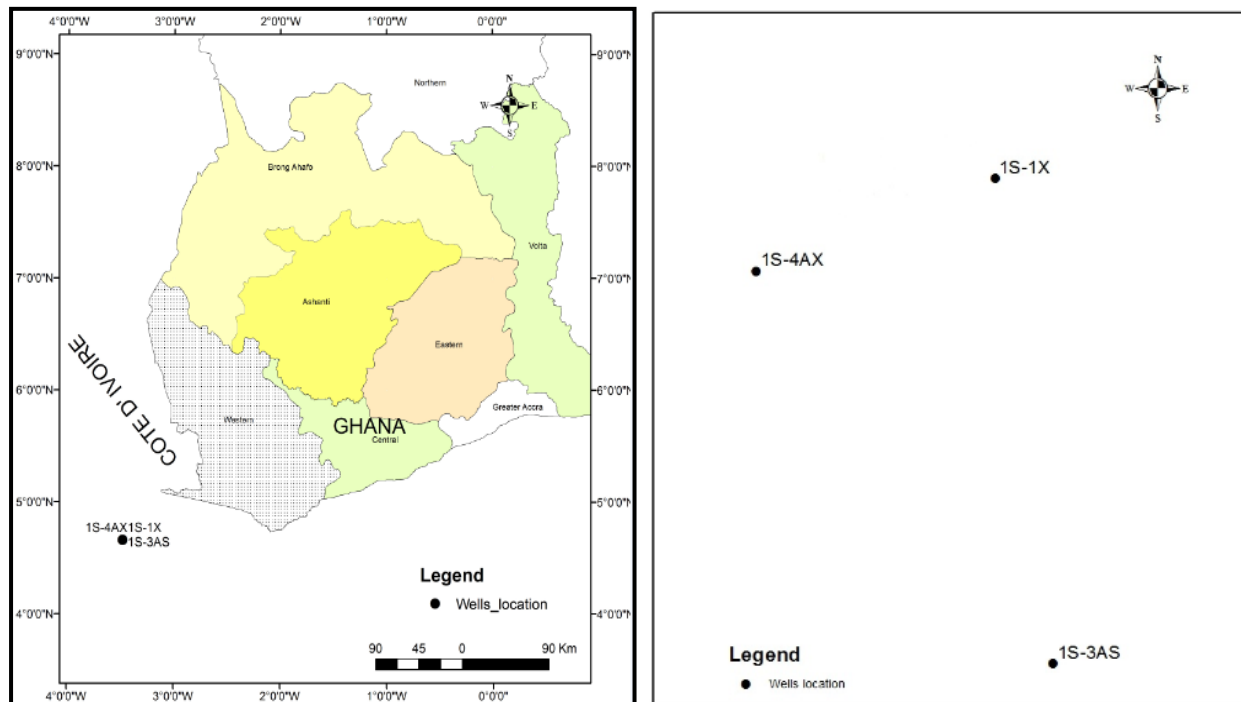 4°0'0"W 3°0'0"W 2°0'0"W 1°0'0"W 0°0'0"
9°0'0"N 9°0'0"N
Northern
N
W E
S
8°0'0"N 8°0'0"N
Brong Ahafo
Volta
7°0'0"N 7°0'0"N
Ashanti
Eastern
COTE D' IVOIRE
6°0'0"N 6°0'0"N
Greater Accra
Western
GHANA
Central
5°0'0"N 5°0'0"N
1S-4AX1S-1X
1S-3AS
Legend
Wells_location
4°0'0"N 4°0'0"N
90 45 0 90 Km
4°0'0"W 3°0'0"W 2°0'0"W 1°0'0"W 0°0'0"
N
W E
S
1S-1X
1S-4AX
1S-3AS
Legend
Wells location